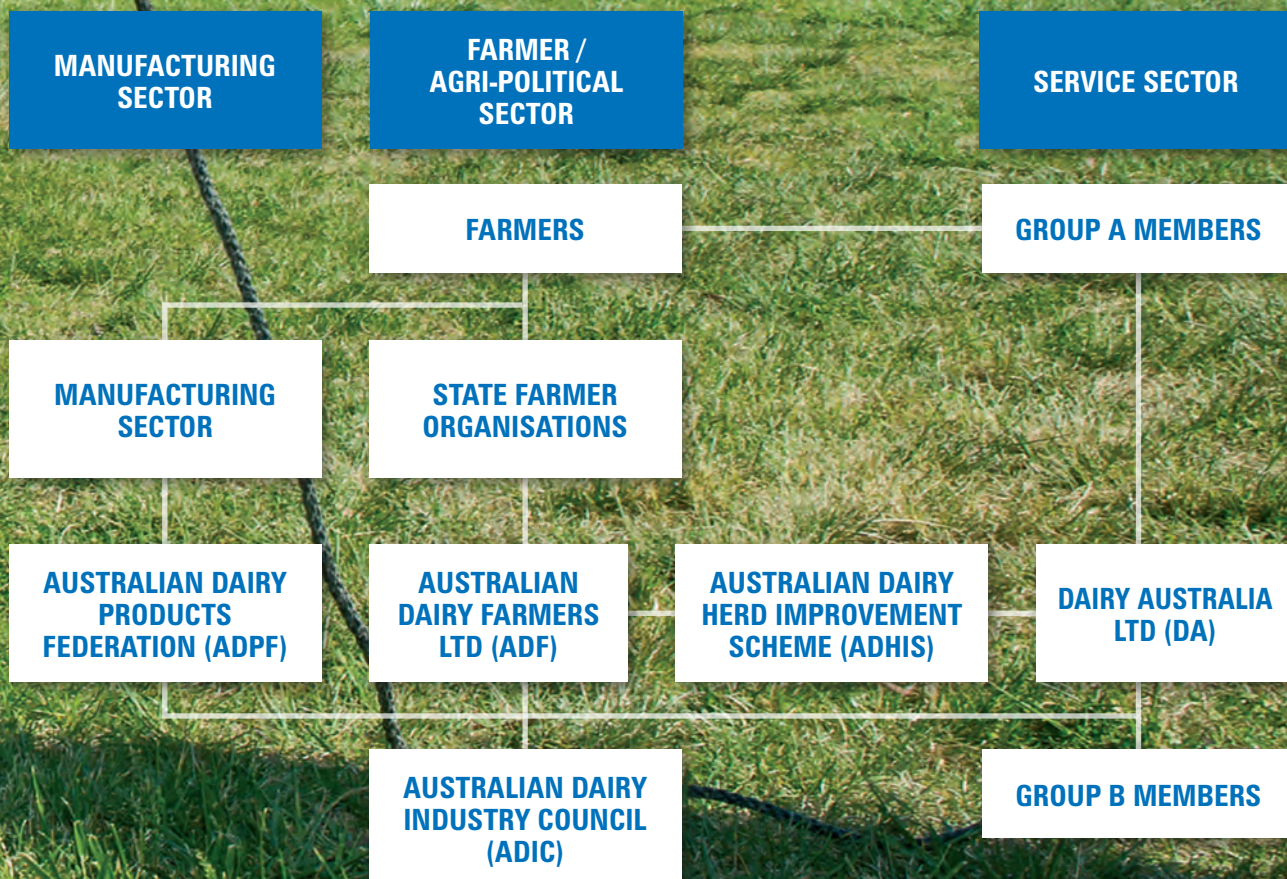 MANUFACTURING
SECTOR
FARMER /
AGRI-POLITICAL
SECTOR
SERVICE SECTOR
FARMERS
GROUP A MEMBERS
MANUFACTURING
SECTOR
STATE FARMER
ORGANISATIONS
AUSTRALIAN DAIRY
PRODUCTS
FEDERATION (ADPF)
AUSTRALIAN
DAIRY FARMERS
LTD (ADF)
AUSTRALIAN DAIRY
HERD IMPROVEMENT
SCHEME (ADHIS)
DAIRY AUSTRALIA
LTD (DA)
AUSTRALIAN DAIRY
INDUSTRY COUNCIL
(ADIC)
GROUP B MEMBERS